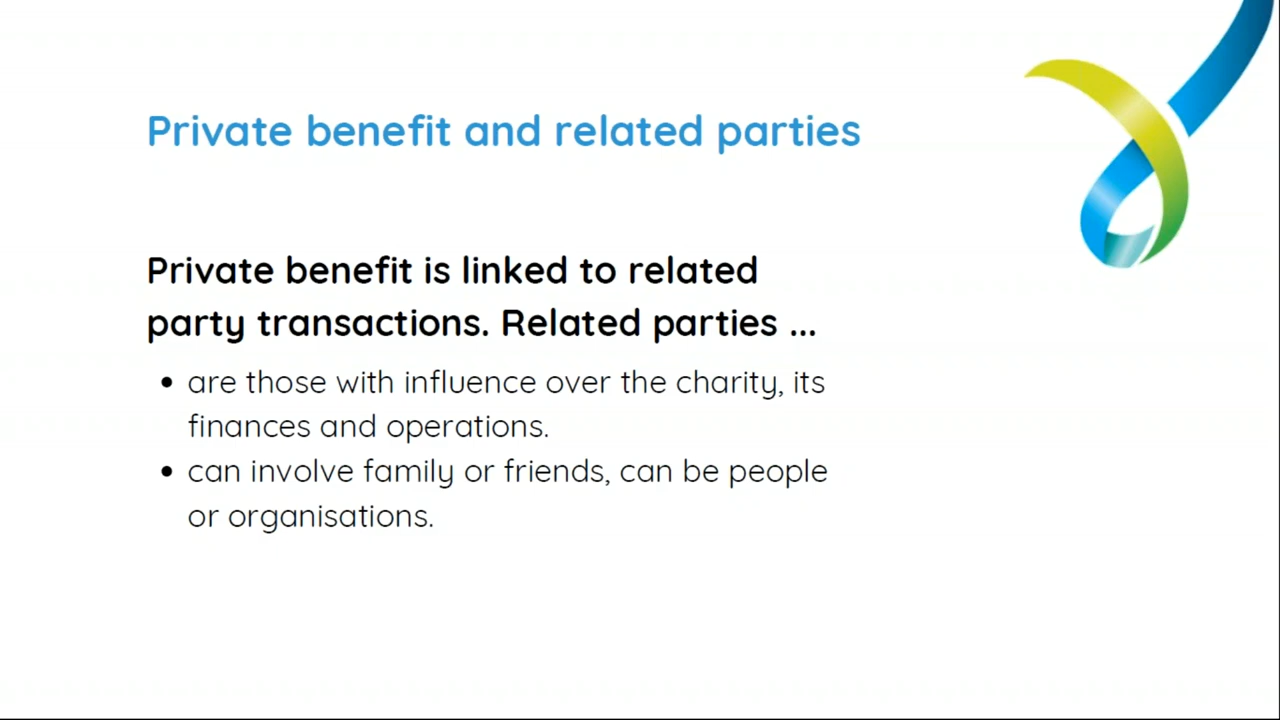 Private benefit and related parties
Private benefit is linked to related
party transactions. Related parties ...
• are those with influence over the charity, its
finances and operations.
• can involve family or friends, can be people
or organisations.